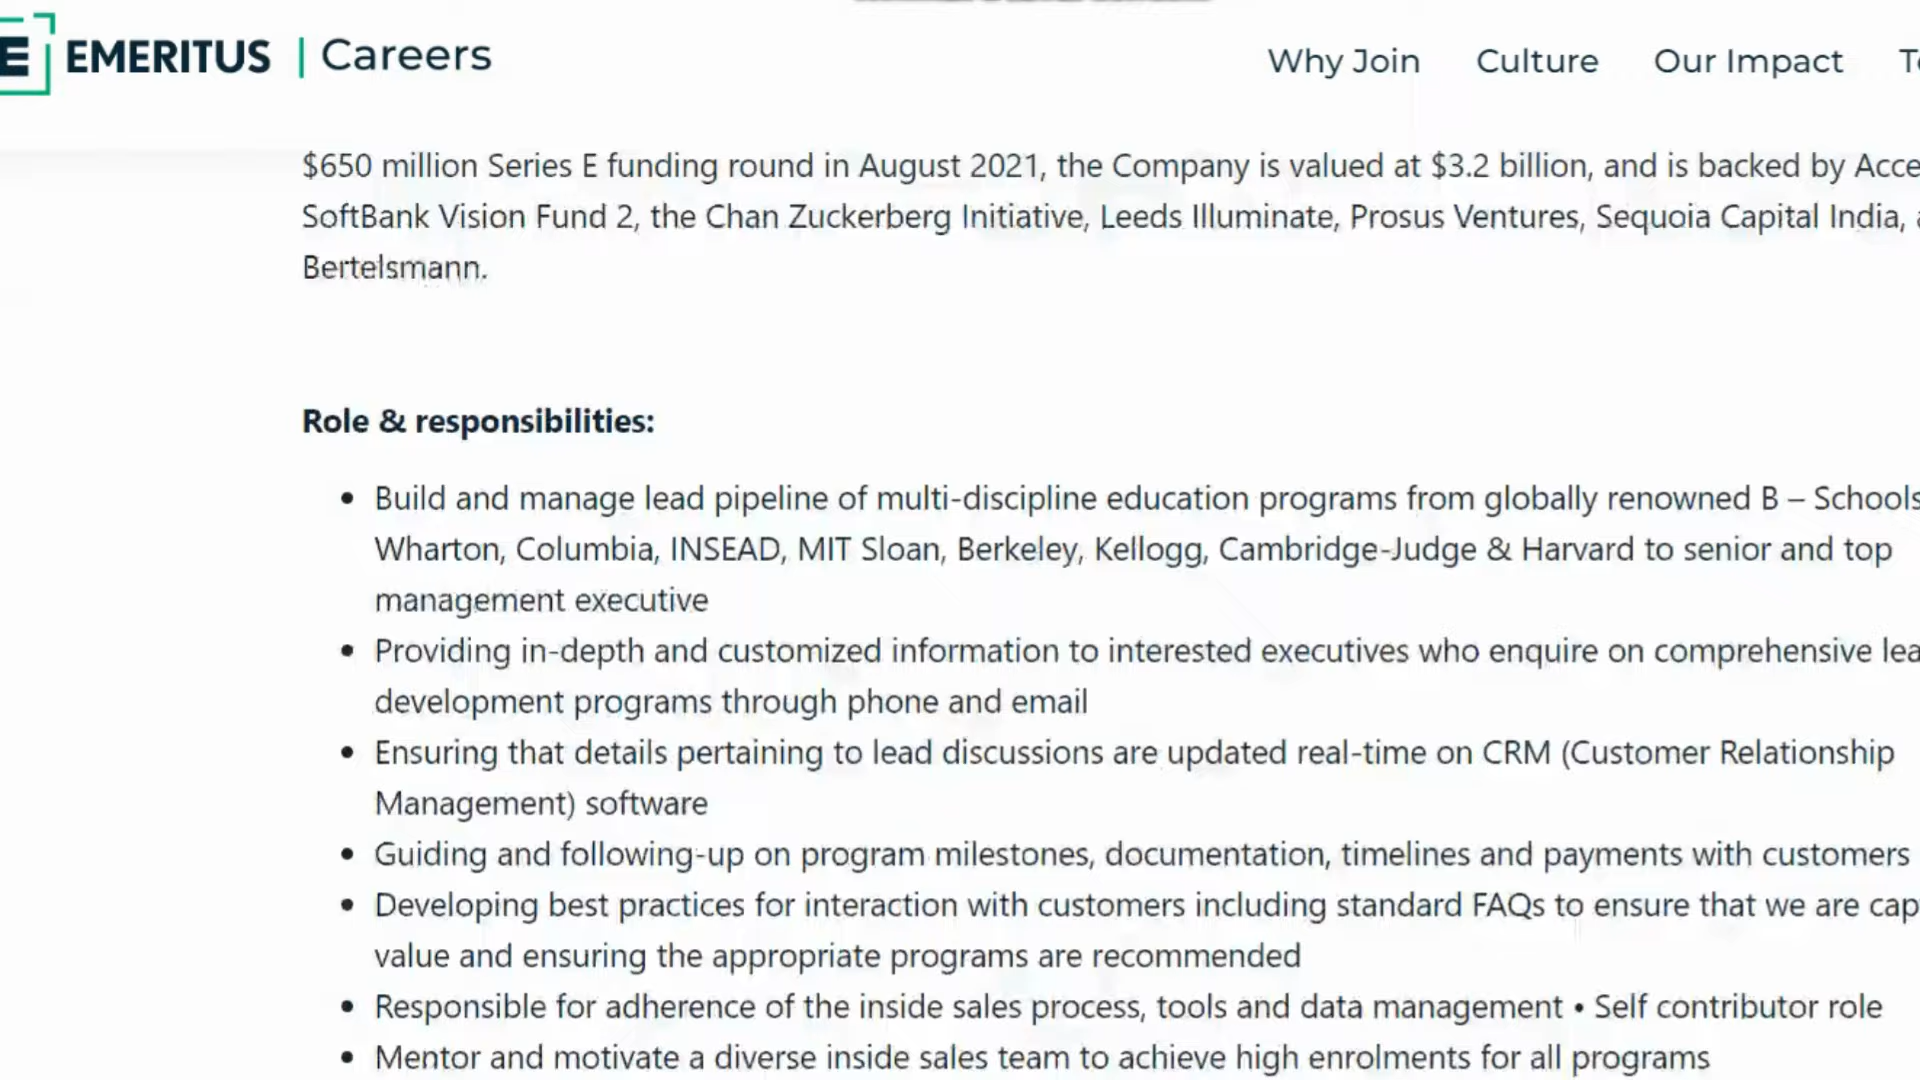 E EMERITUS | Careers
Why Join Culture Our Impact
$650 million Series E funding round in August 2021, the Company is valued at $3.2 billion, and is backed by
SoftBank Vision Fund 2, the Chan Zuckerberg Initiative, Leeds Illuminate, Prosus Ventures, Sequoia Capital India,
Bertelsmann.
Role & responsibilities:
• Build and manage lead pipeline of multi-discipline education programs from globally renowned B – Schools
Wharton, Columbia, INSEAD, MIT Sloan, Berkeley, Kellogg, Cambridge-Judge & Harvard to senior and top
management executive
• Providing in-depth and customized information to interested executives who enquire on comprehensive
development programs through phone and email
• Ensuring that details pertaining to lead discussions are updated real-time on CRM (Customer Relationship
Management) software
• Guiding and following-up on program milestones, documentation, timelines and payments with customers
• Developing best practices for interaction with customers including standard FAQs to ensure that we are
value and ensuring the appropriate programs are recommended
• Responsible for adherence of the inside sales process, tools and data management • Self contributor role
• Mentor and motivate a diverse inside sales team to achieve high enrolments for all programs